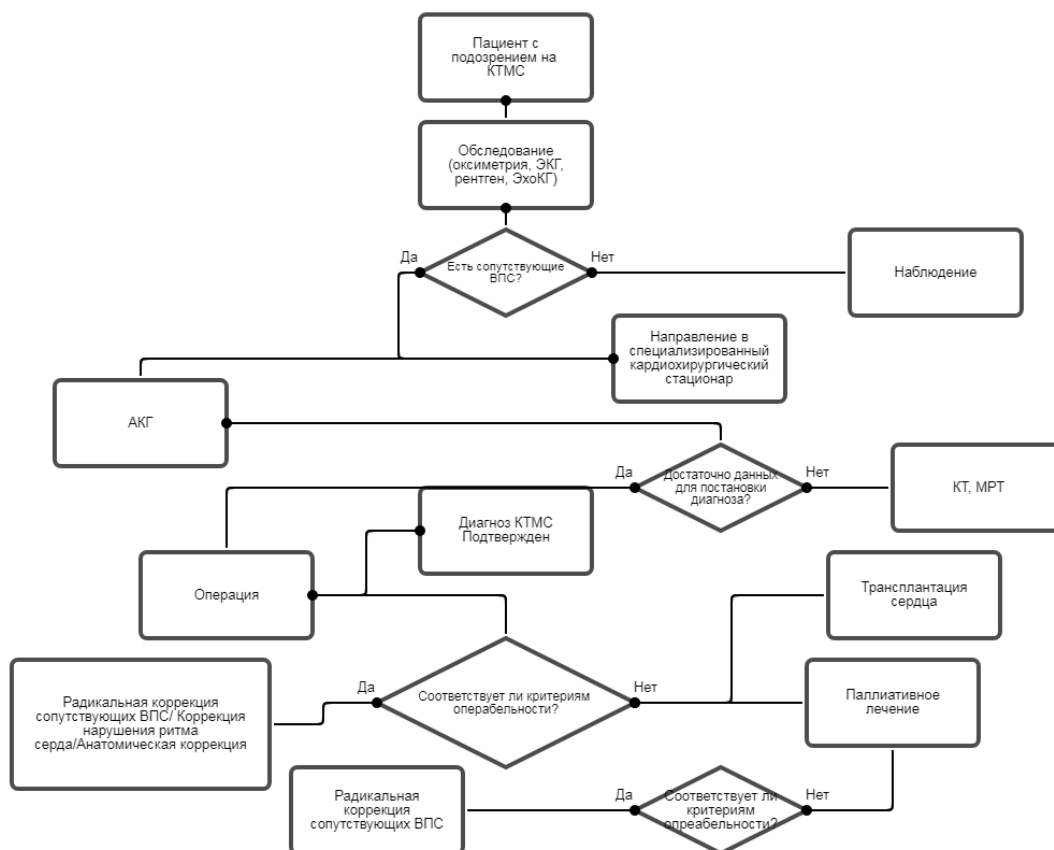 Пациент с
подозрением на
КТМС
Обследование
(оксиметрия, ЭКГ,
рентген, ЭхоКГ)
Да
Есть сопутствующие
ВПС?
Нет
Наблюдение
Направление в
специализированный
кардиохирургический
стационар
АКГ
Да
Достаточно данных
для постановки
диагноза?
Нет
КТ, МРТ
Диагноз КТМС
Подтвержден
Операция
Трансплантация
сердца
Да
Соответствует ли критериям
операбельности?
Нет
Радикальная коррекция
сопутствующих ВПС/ Коррекция
нарушения ритма
серда/Анатомическая коррекция
Паллиативное
лечение
Радикальная
коррекция
сопутствующих ВПС
Да
Соответствует ли
критериям
опреабельности?
Нет